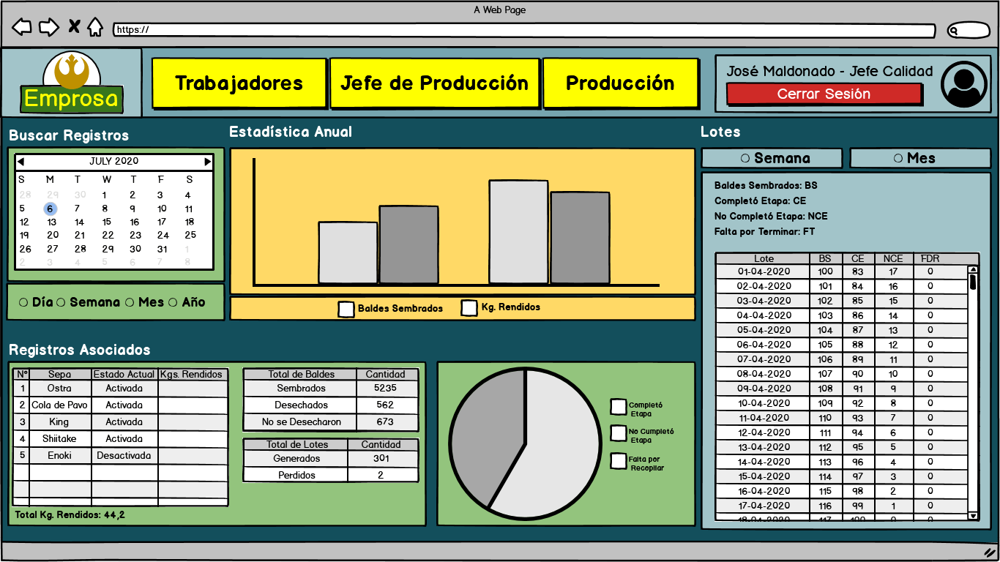 A Web Page
https://
Emprosa
Trabajadores
Jefe de Producción
Producción
José Maldonado - Jefe Calidad
Cerrar Sesión
Buscar Registros
JULY 2020
S M T W T F S
28 29 30 1 2 3 4
5 6 7 8 9 10 11
12 13 14 15 16 17 18
19 20 21 22 23 24 25
26 27 28 29 30 31 1
2 3 4 5 6 7 8
Día Semana Mes Año
Estadística Anual
Baldes Sembrados
Kg. Rendidos
Lotes
Semana
Mes
Baldes Sembrados: BS
Completó Etapa: CE
No Completó Etapa: NCE
Falta por Terminar: FT
Lote BS CE NCE FDR
01-04-2020 100 83 17 0
02-04-2020 101 84 16 0
03-04-2020 102 85 15 0
04-04-2020 103 86 14 0
05-04-2020 104 87 13 0
06-04-2020 105 88 12 0
07-04-2020 106 89 11 0
08-04-2020 107 90 10 0
09-04-2020 108 91 9 0
10-04-2020 109 92 8 0
11-04-2020 110 93 7 0
12-04-2020 111 94 6 0
13-04-2020 112 95 5 0
14-04-2020 113 96 4 0
15-04-2020 114 97 3 0
16-04-2020 115 98 2 0
17-04-2020 116 99 1 0
18-04-2020 117 100 0 0
Registros Asociados
N° Sepa Estado Actual Kgs. Rendidos
1 Ostra Activada
2 Cola de Pavo Activada
3 King Activada
4 Shiitake Activada
5 Enoki Desactivada
Total Kg. Rendidos: 44,2
Total de Baldes Cantidad
Sembrados 5235
Desechados 562
No se Desecharon 673
Total de Lotes Cantidad
Generados 301
Perdidos 2
Completó
Etapa
No Cumpletó
Etapa
Falta por
Recopilar